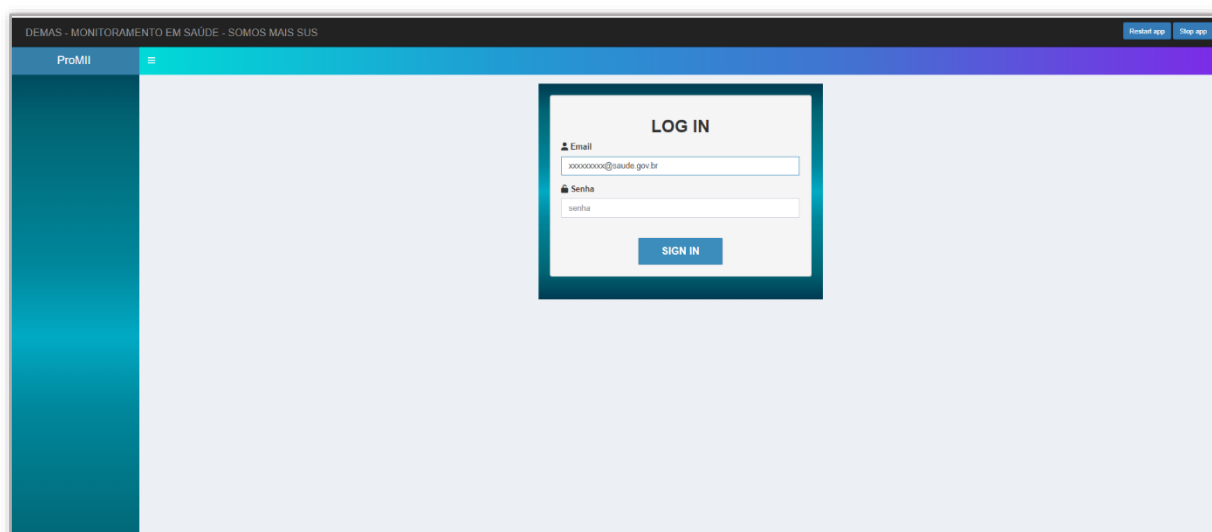 DEMAS - MONITORAMENTO EM SAÚDE - SOMOS MAIS SUS
Restart app Stop app
ProMII
LOG IN
Email
xxxxxxxxx@saude.gov.br
Senha
senha
SIGN IN